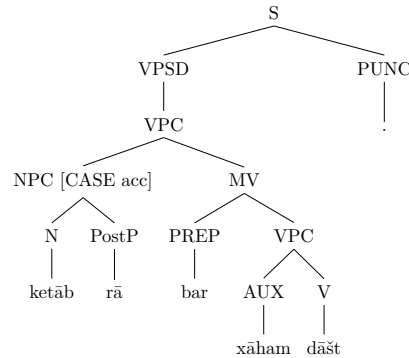 S
VPSD PUNC
VPC .
NPC [CASE acc] MV
N PostP PREP VPC
ketāb rā bar AUX V
xāham dāšt